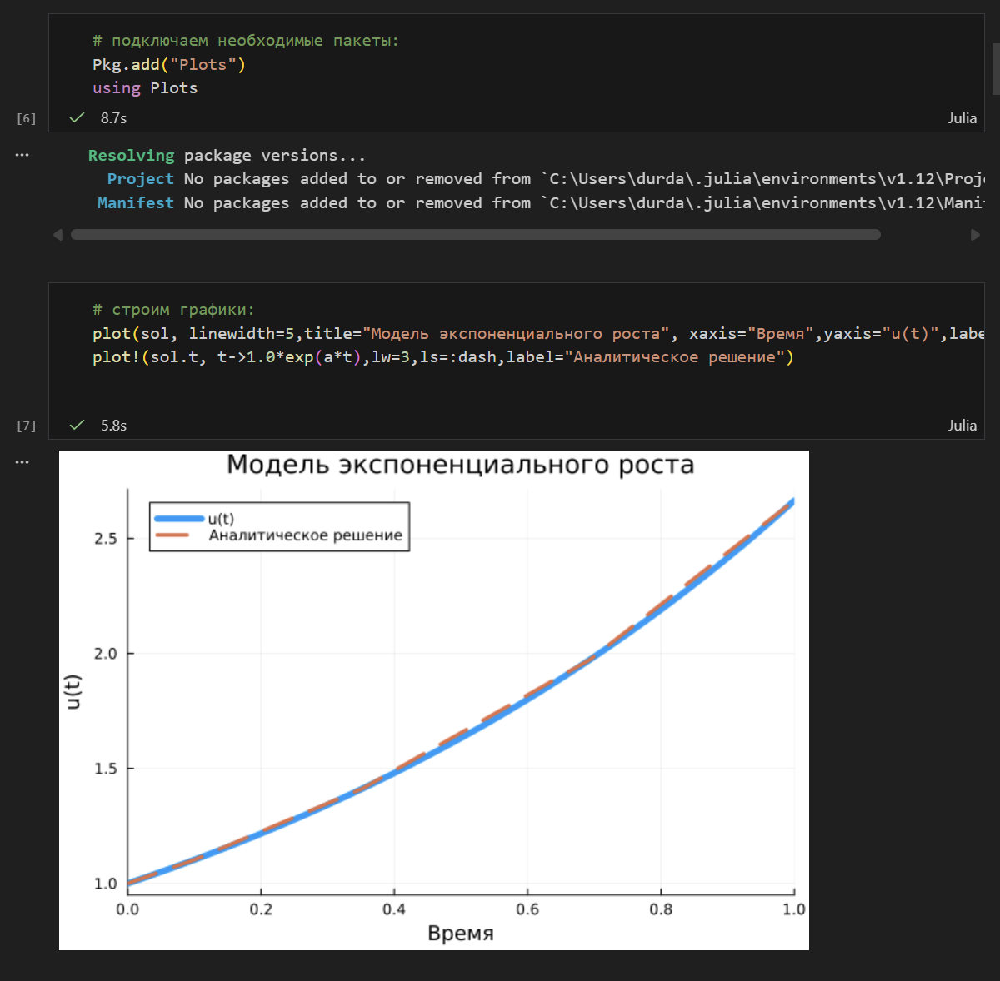 # подключаем необходимые пакеты:
Pkg.add("Plots")
using Plots
[6]
8.7s
Julia
Resolving package versions...
Project No packages added to or removed from `C:\Users\durda\.julia\environments\v1.12\Proj
Manifest No packages added to or removed from `C:\Users\durda\.julia\environments\v1.12\Mani
# строим графики:
plot(sol, linewidth=5,title="Модель экспоненциального роста", xaxis="Время",yaxis="u(t)",labe
plot!(sol.t, t->1.0*exp(a*t),lw=3,ls=:dash,label="Аналитическое решение")
[7]
5.8s
Julia
Модель экспоненциального роста
u(t)
Аналитическое решение
2.5
2.0
1.5
1.0
u(t)
0.0 0.2 0.4 0.6 0.8 1.0
Время